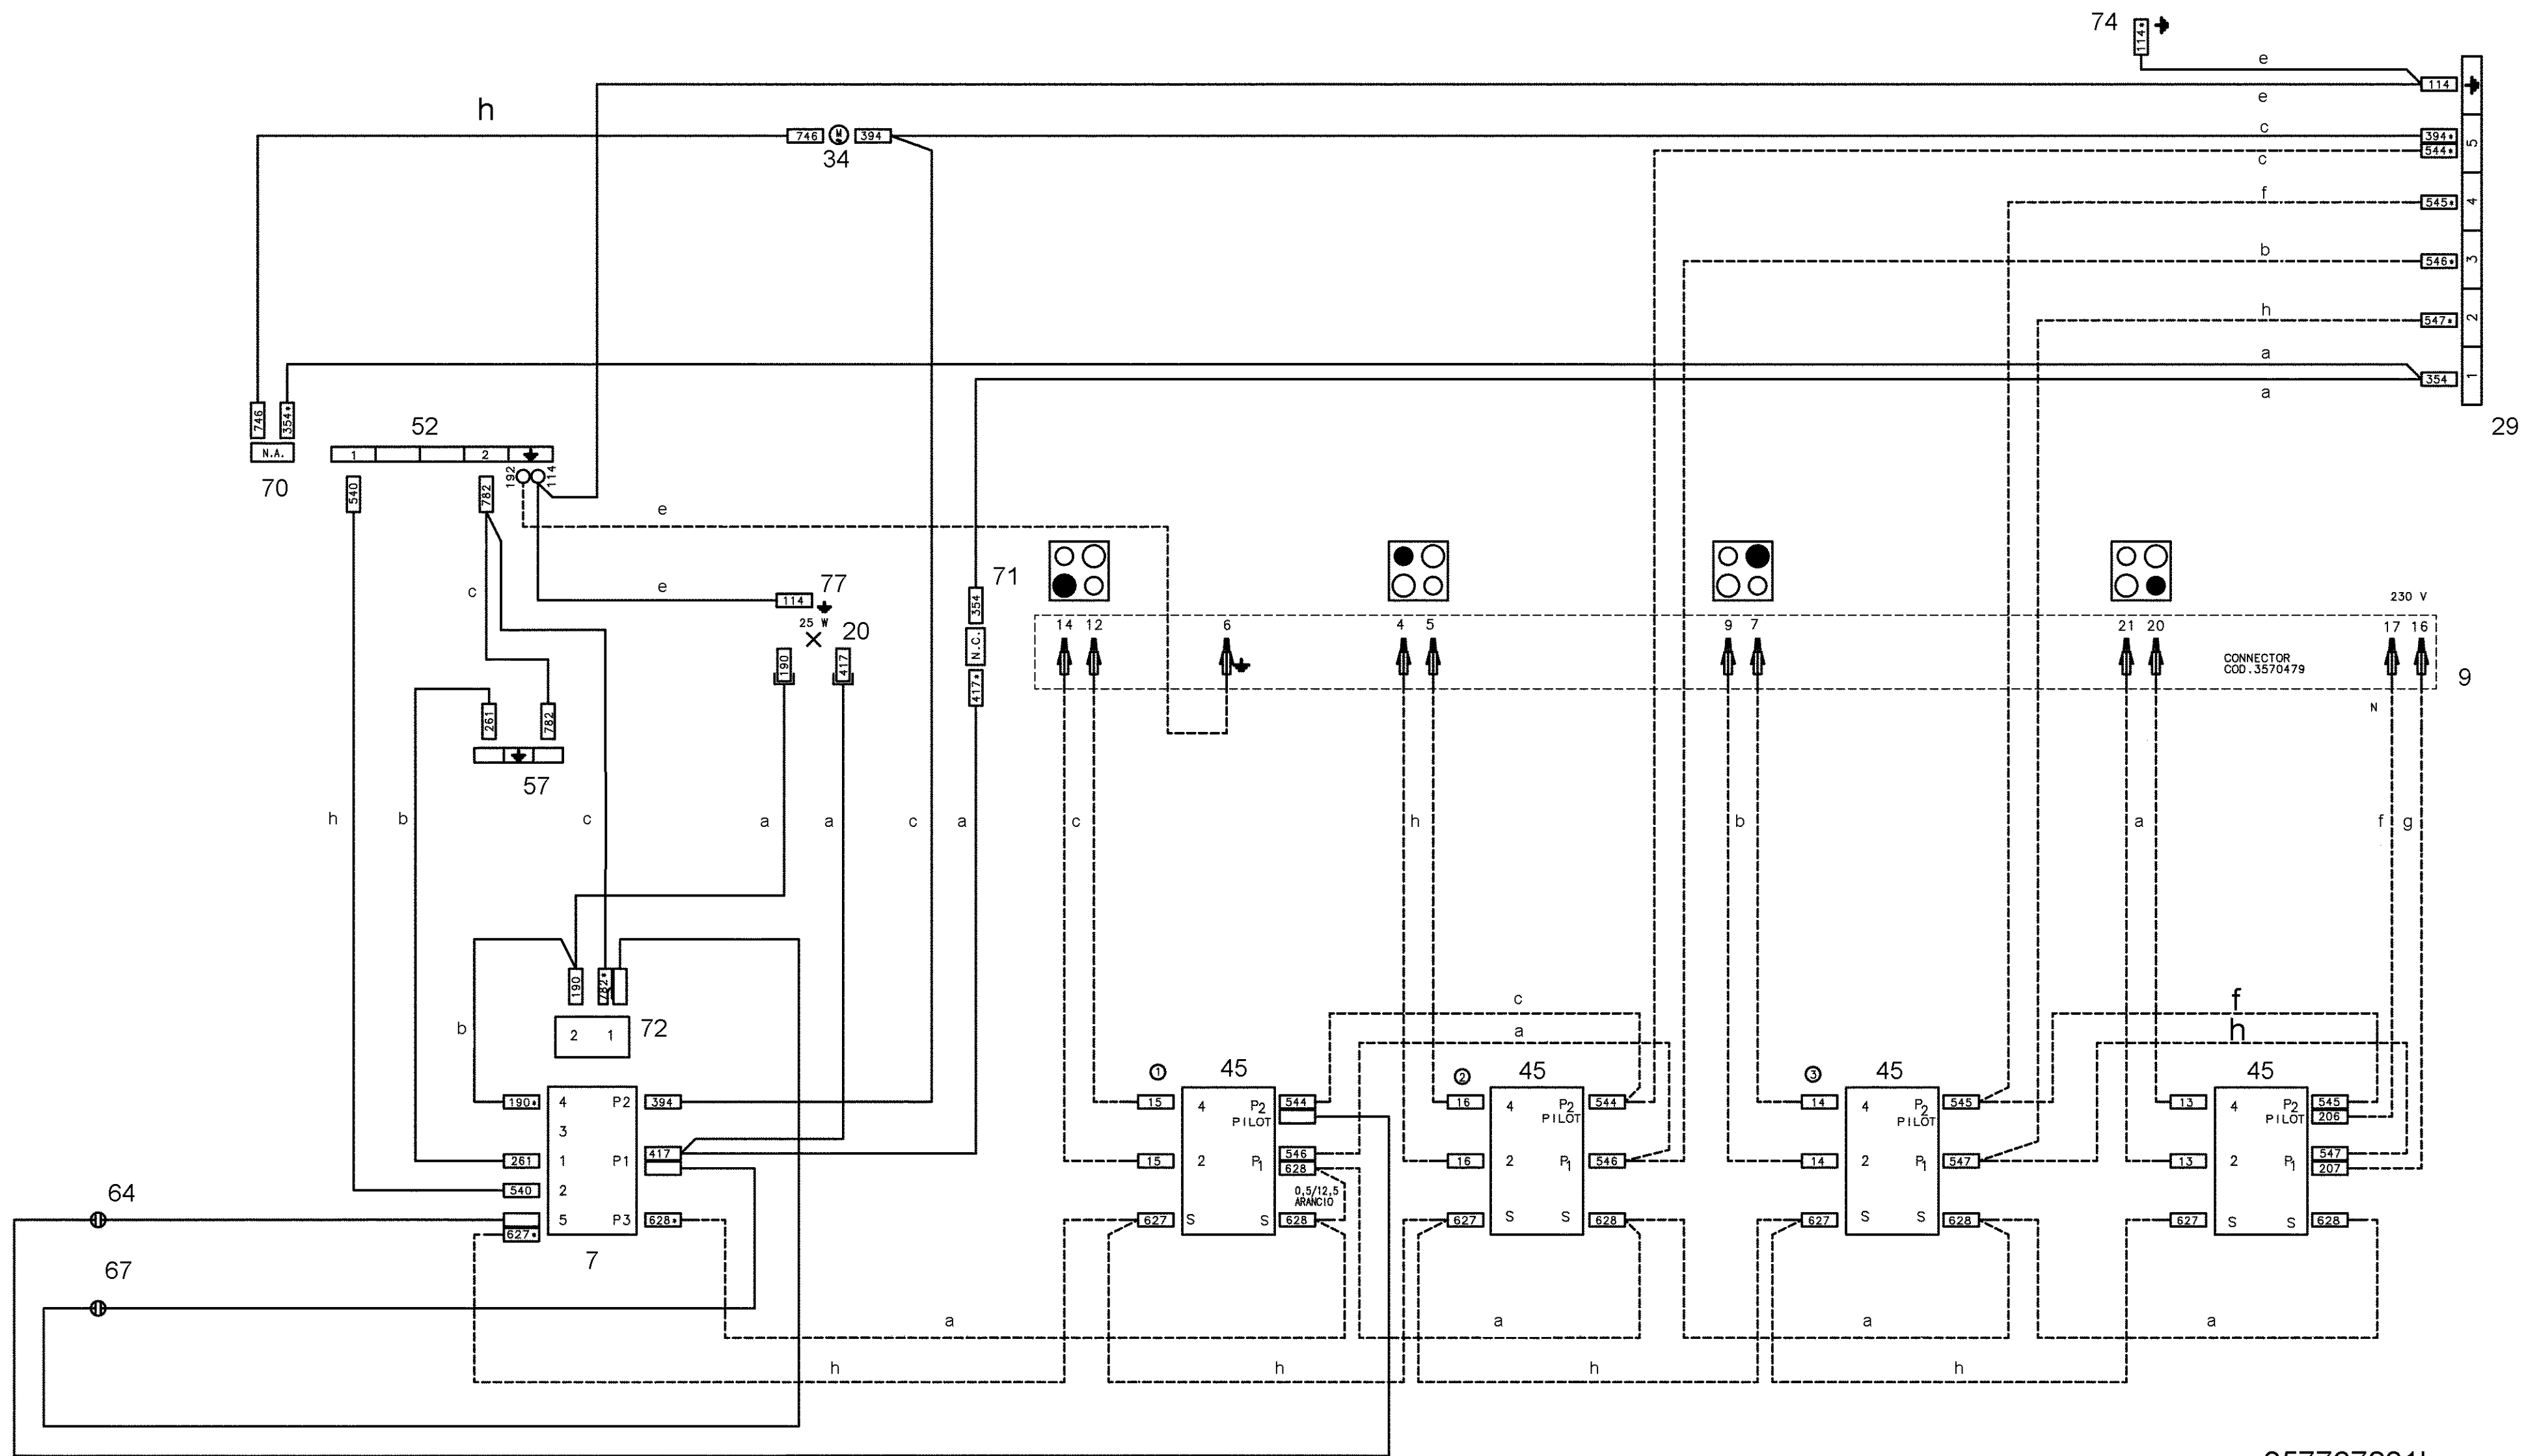 74
114*
e
114
e
h
746 M 394
34
c
394*
544*
5
c
f
545*
4
b
546*
3
h
547*
2
a
354
1
a
29
746
354*
N.A.
70
52
1 2
540
782
192
114
e
c
e
114
77
25 W
20
190
417
71
354
N.C.
417*
230 V
14 12 6 4 5 9 7 21 20 17 16
CONNECTOR
COD.3570479
9
N
261
782
57
h b c a a c a c h b a f g
190
782*
b
72
2 1
c
a
f
h
1 45 2 45 3 45 45
190* 4 P2 394
3
261 1 P1 417
540 2
64
5 P3 628*
627*
7
67
15 4 P2 544
PILOT
15 2 P1 546
628
0,5/12,5
ARANCIO
627 S S 628
16 4 P2 544
PILOT
16 2 P1 546
627 S S 628
14 4 P2 545
PILOT
14 2 P1 547
627 S S 628
13 4 P2 545
PILOT 206
13 2 P1 547
207
627 S S 628
a a a a
h h h h